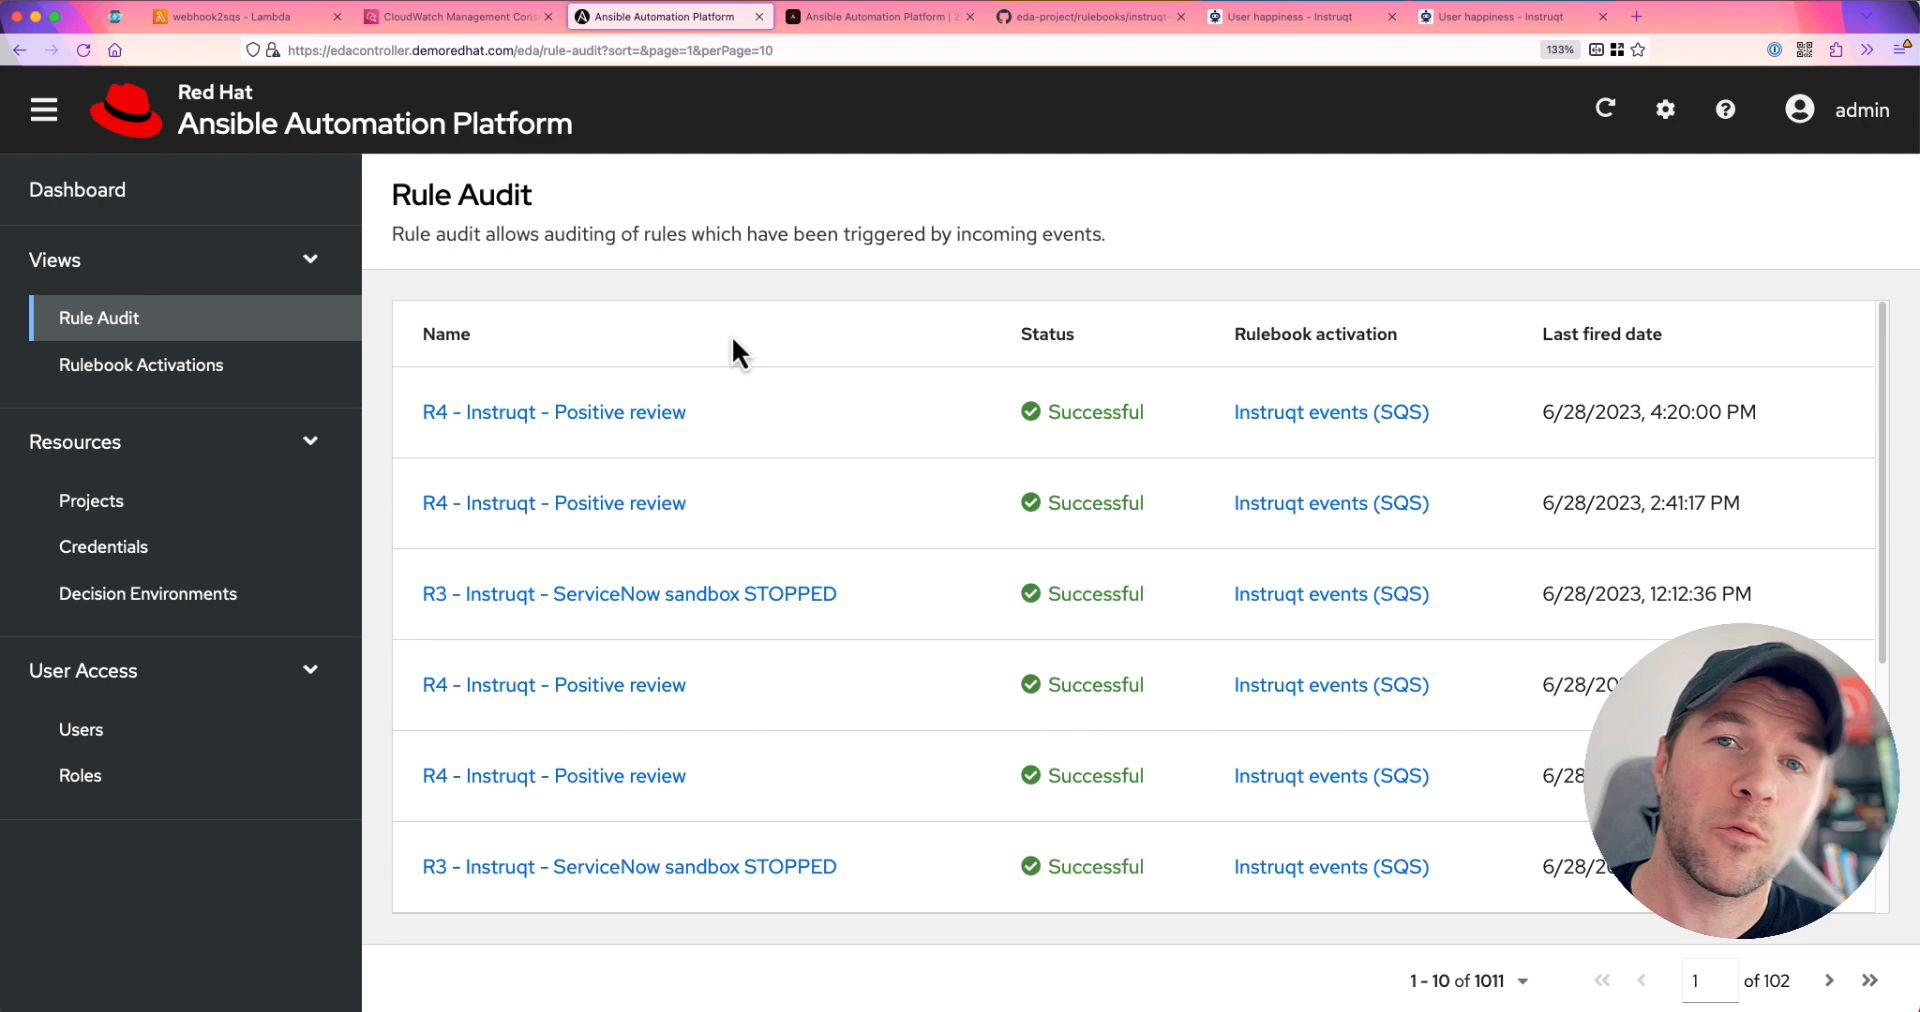 webhook2sqs - Lambda
CloudWatch Management Cons
Ansible Automation Platform
Ansible Automation Platform | 2
eda-project/rulebooks/instruqt-
User happiness - Instruqt
User happiness - Instruqt
https://edacontroller.demoredhat.com/eda/rule-audit?sort=&page=1&perPage=10
133%
Red Hat
Ansible Automation Platform
admin
Dashboard
Views
Rule Audit
Rulebook Activations
Resources
Projects
Credentials
Decision Environments
User Access
Users
Roles
Rule Audit
Rule audit allows auditing of rules which have been triggered by incoming events.
Name Status Rulebook activation Last fired date
R4 - Instruqt - Positive review Successful Instruqt events (SQS) 6/28/2023, 4:20:00 PM
R4 - Instruqt - Positive review Successful Instruqt events (SQS) 6/28/2023, 2:41:17 PM
R3 - Instruqt - ServiceNow sandbox STOPPED Successful Instruqt events (SQS) 6/28/2023, 12:12:36 PM
R4 - Instruqt - Positive review Successful Instruqt events (SQS) 6/28/20
R4 - Instruqt - Positive review Successful Instruqt events (SQS) 6/28
R3 - Instruqt - ServiceNow sandbox STOPPED Successful Instruqt events (SQS) 6/28/2
1 - 10 of 1011
1 of 102